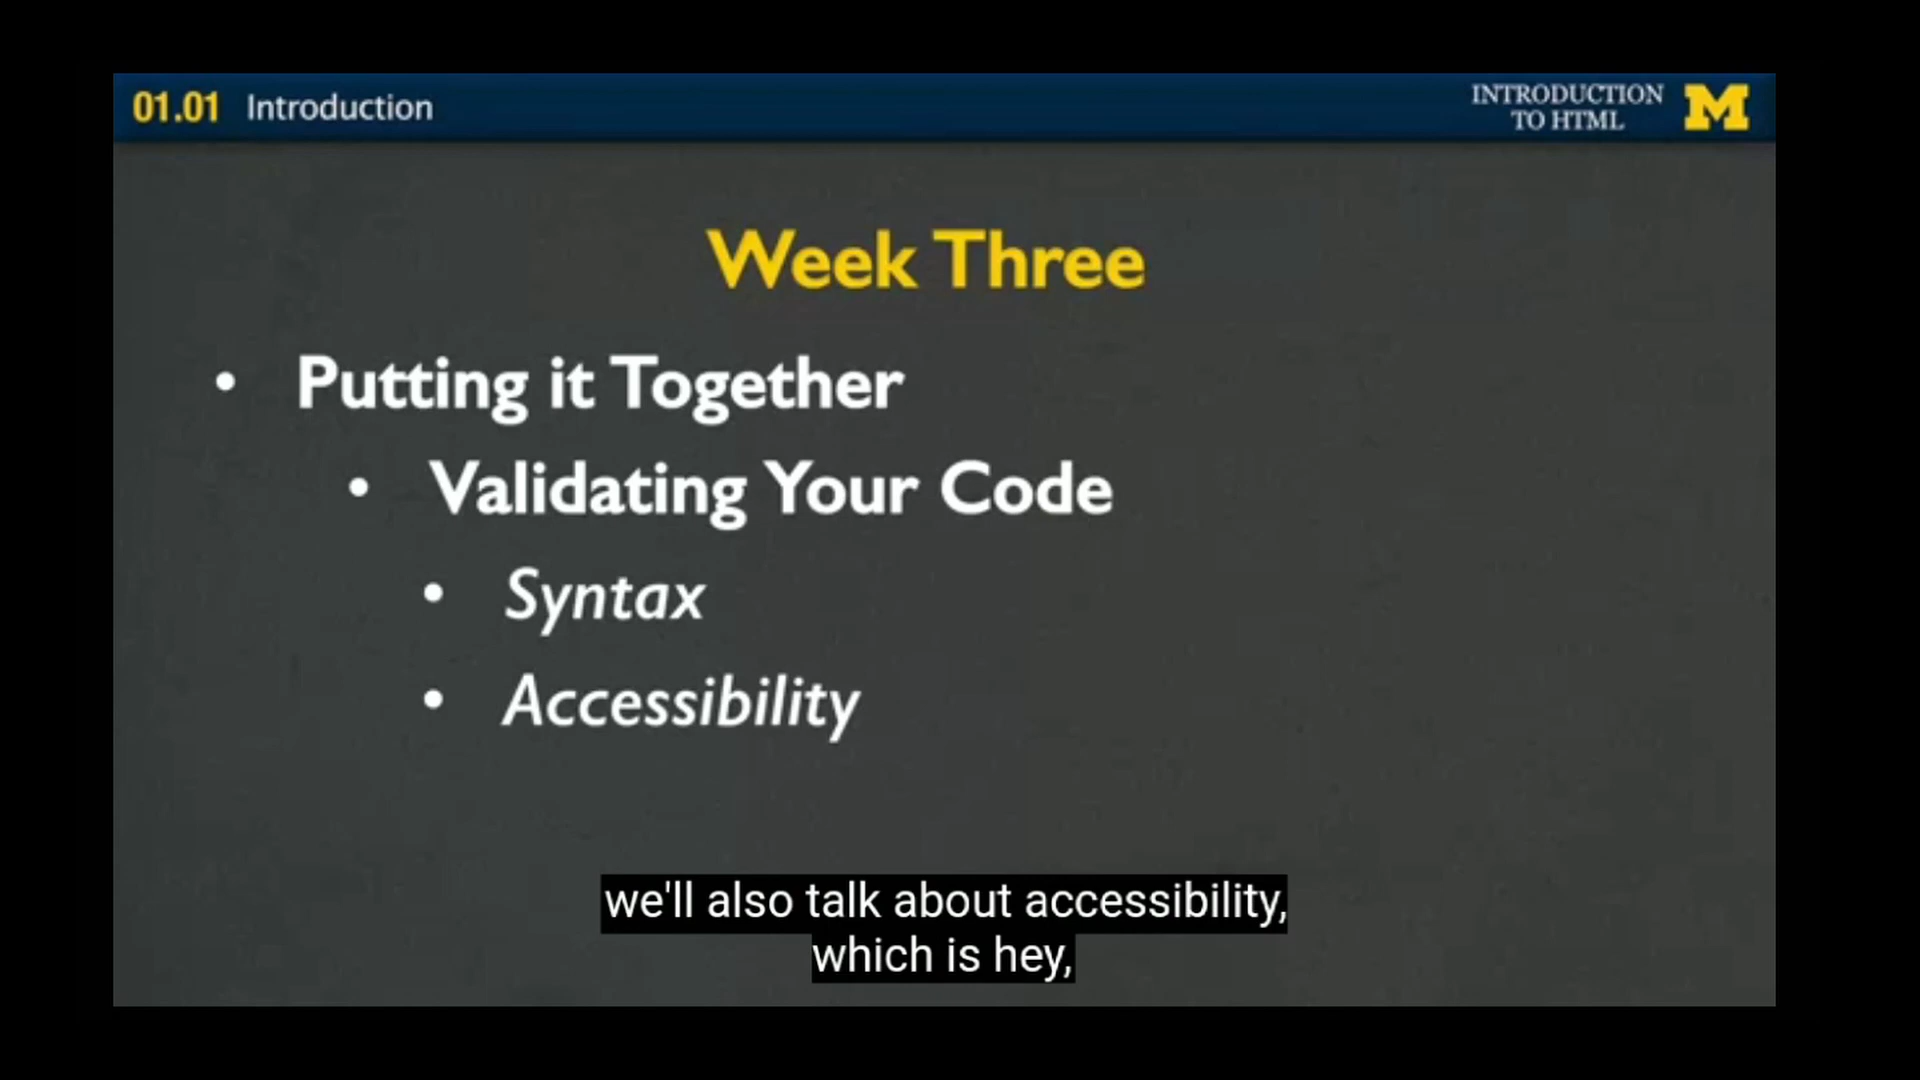 01.01 Introduction
INTRODUCTION
TO HTML
M
Week Three
• Putting it Together
• Validating Your Code
• Syntax
• Accessibility
we'll also talk about accessibility,
which is hey,